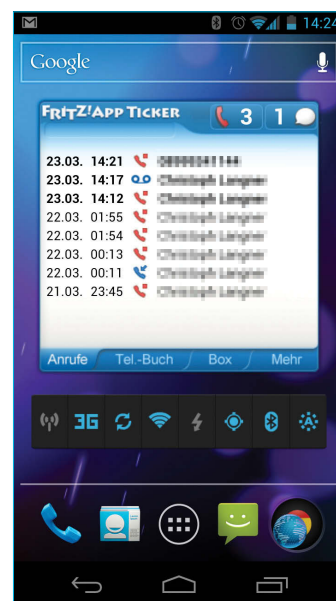 14:24
Google
FRITZ!APP TICKER 3 1
23.03. 14:21
23.03. 14:17
23.03. 14:12
22.03. 01:55
22.03. 01:54
22.03. 00:13
22.03. 00:11
21.03. 23:45
Anrufe Tel.-Buch Box Mehr
3G A